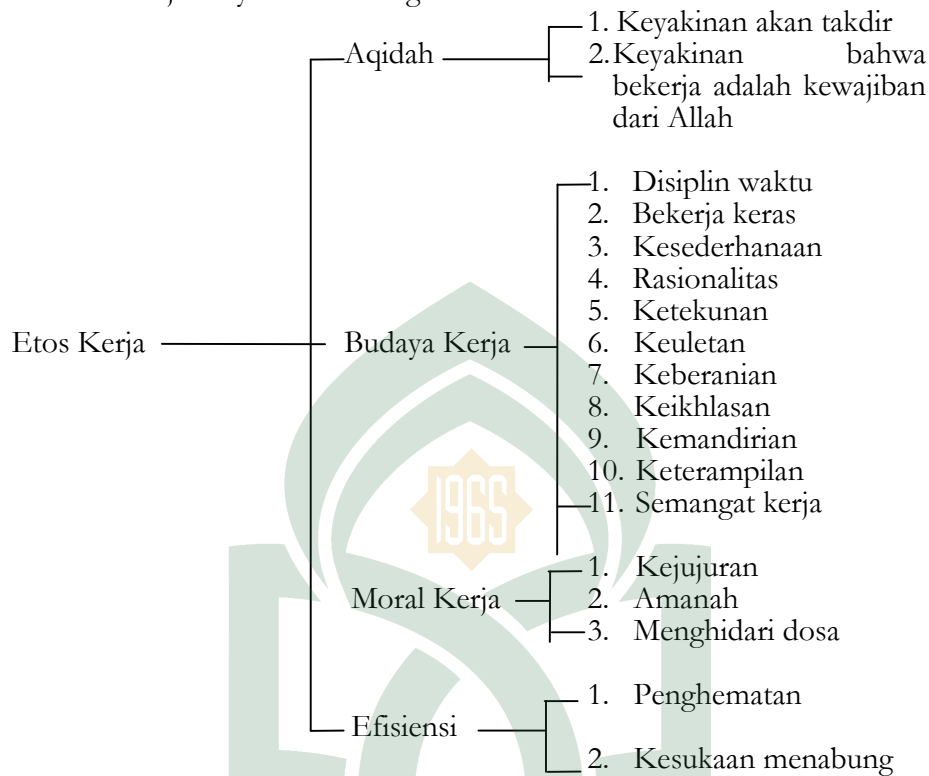 1. Keyakinan akan takdir
Aqidah
2. Keyakinan bahwa
bekerja adalah kewajiban
dari Allah
1. Disiplin waktu
2. Bekerja keras
3. Kesederhanaan
4. Rasionalitas
5. Ketekunan
Etos Kerja
Budaya Kerja
6. Keuletan
7. Keberanian
8. Keikhlasan
9. Kemandirian
10. Keterampilan
11. Semangat kerja
1965
1. Kejujuran
Moral Kerja
2. Amanah
3. Menghidari dosa
1. Penghematan
Efisiensi
2. Kesukaan menabung